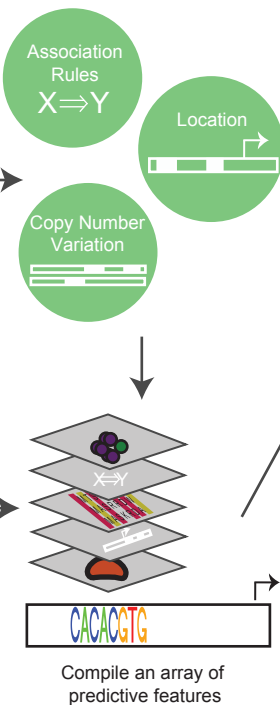 Association
Rules
X⇒Y
Location
Copy Number
Variation
X⇒Y
CACACGTG
Compile an array of
predictive features